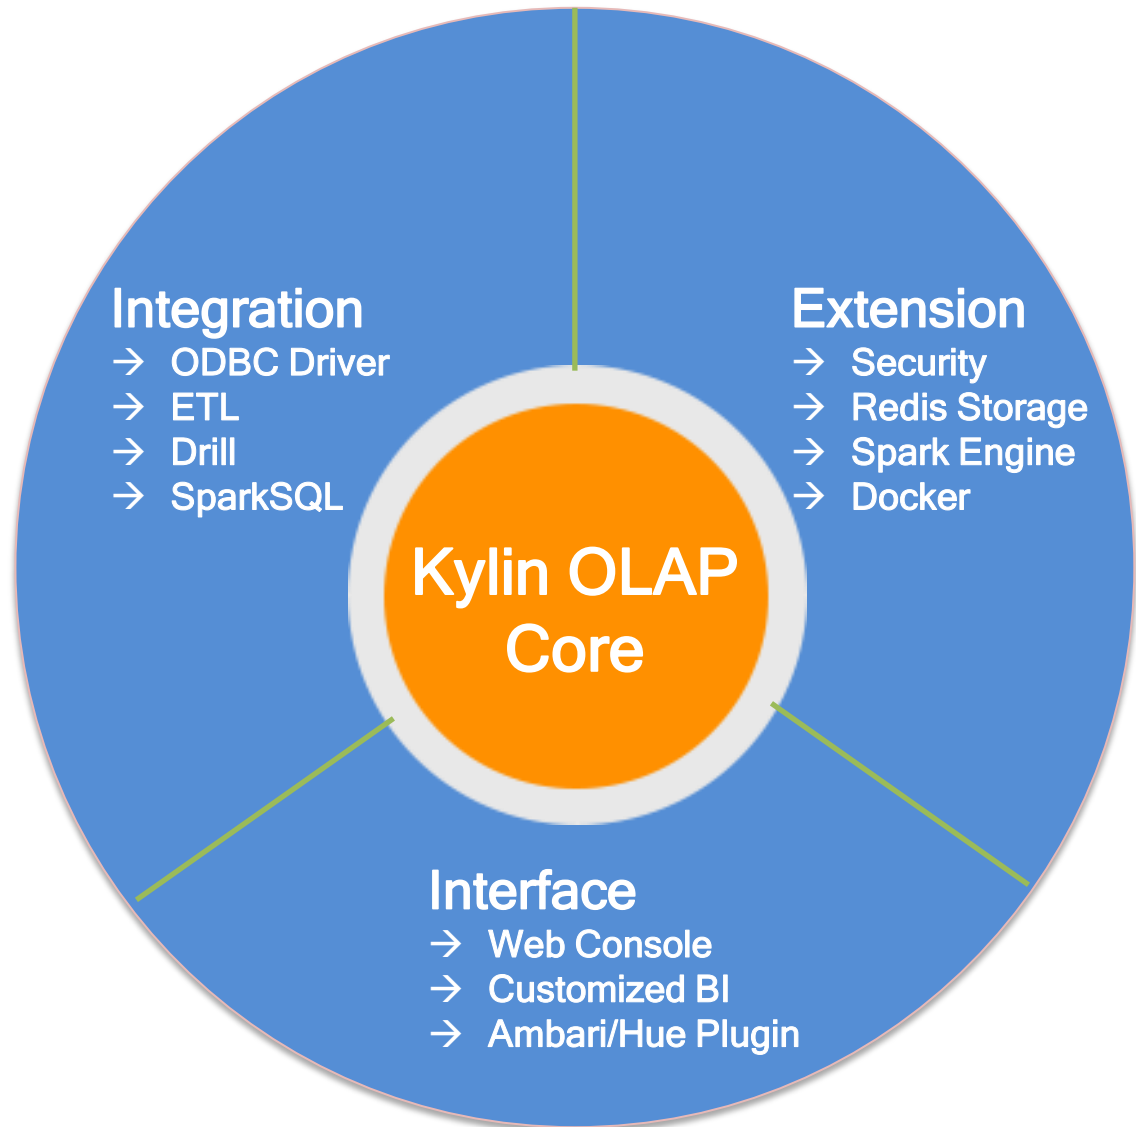 Integration
→ ODBC Driver
→ ETL
→ Drill
→ SparkSQL
Extension
→ Security
→ Redis Storage
→ Spark Engine
→ Docker
Kylin OLAP
Core
Interface
→ Web Console
→ Customized BI
→ Ambari/Hue Plugin